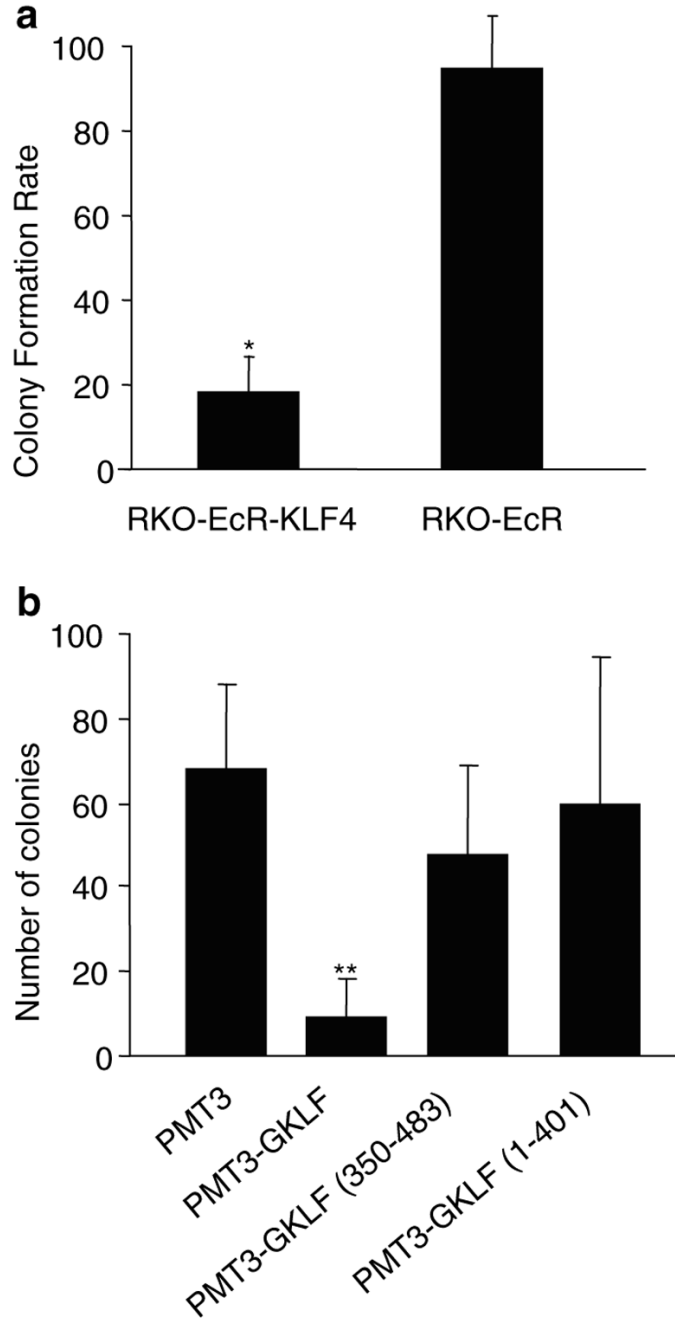 a
Colony Formation Rate
100
80
60
40
20
0
*
RKO-EcR-KLF4
RKO-EcR
b
Number of colonies
100
80
60
40
20
0
**
PMT3
PMT3-GKLF
PMT3-GKLF (350-483)
PMT3-GKLF (1-401)